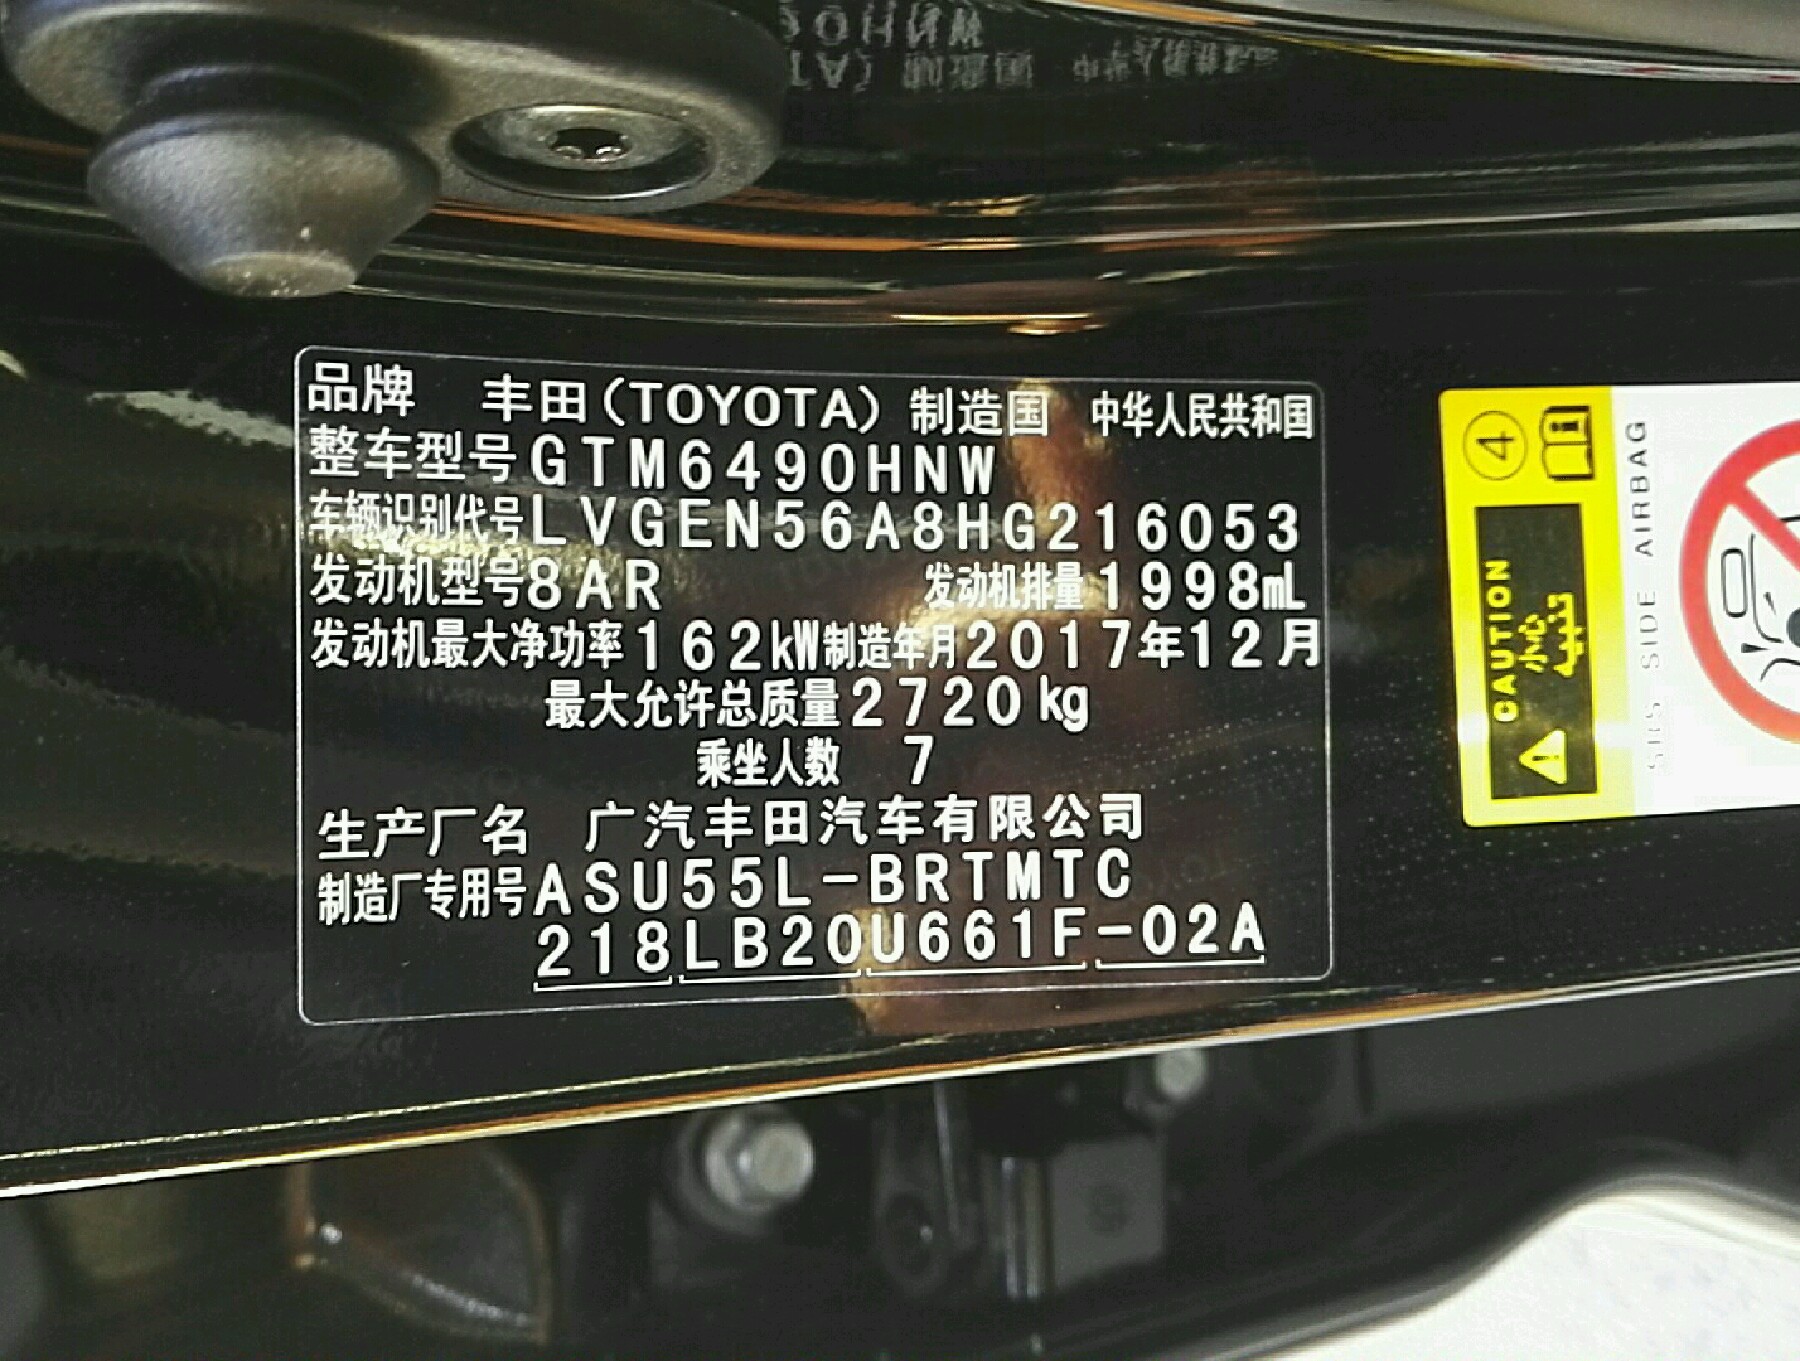 品牌 丰田(TOYOTA) 制造国 中华人民共和国
整车型号GTM6490HNW
车辆识别代号LVGEN56A8HG216053
发动机型号8AR 发动机排量1998mL
发动机最大净功率162kW制造年月2017年12月
最大允许总质量2720kg
乘坐人数 7
生产厂名 广汽丰田汽车有限公司
制造厂专用号ASU55L-BRTMTC
218LB20U661F-02A
4
CAUTION
小心
تنبيه
SRS SIDE AIRBAG